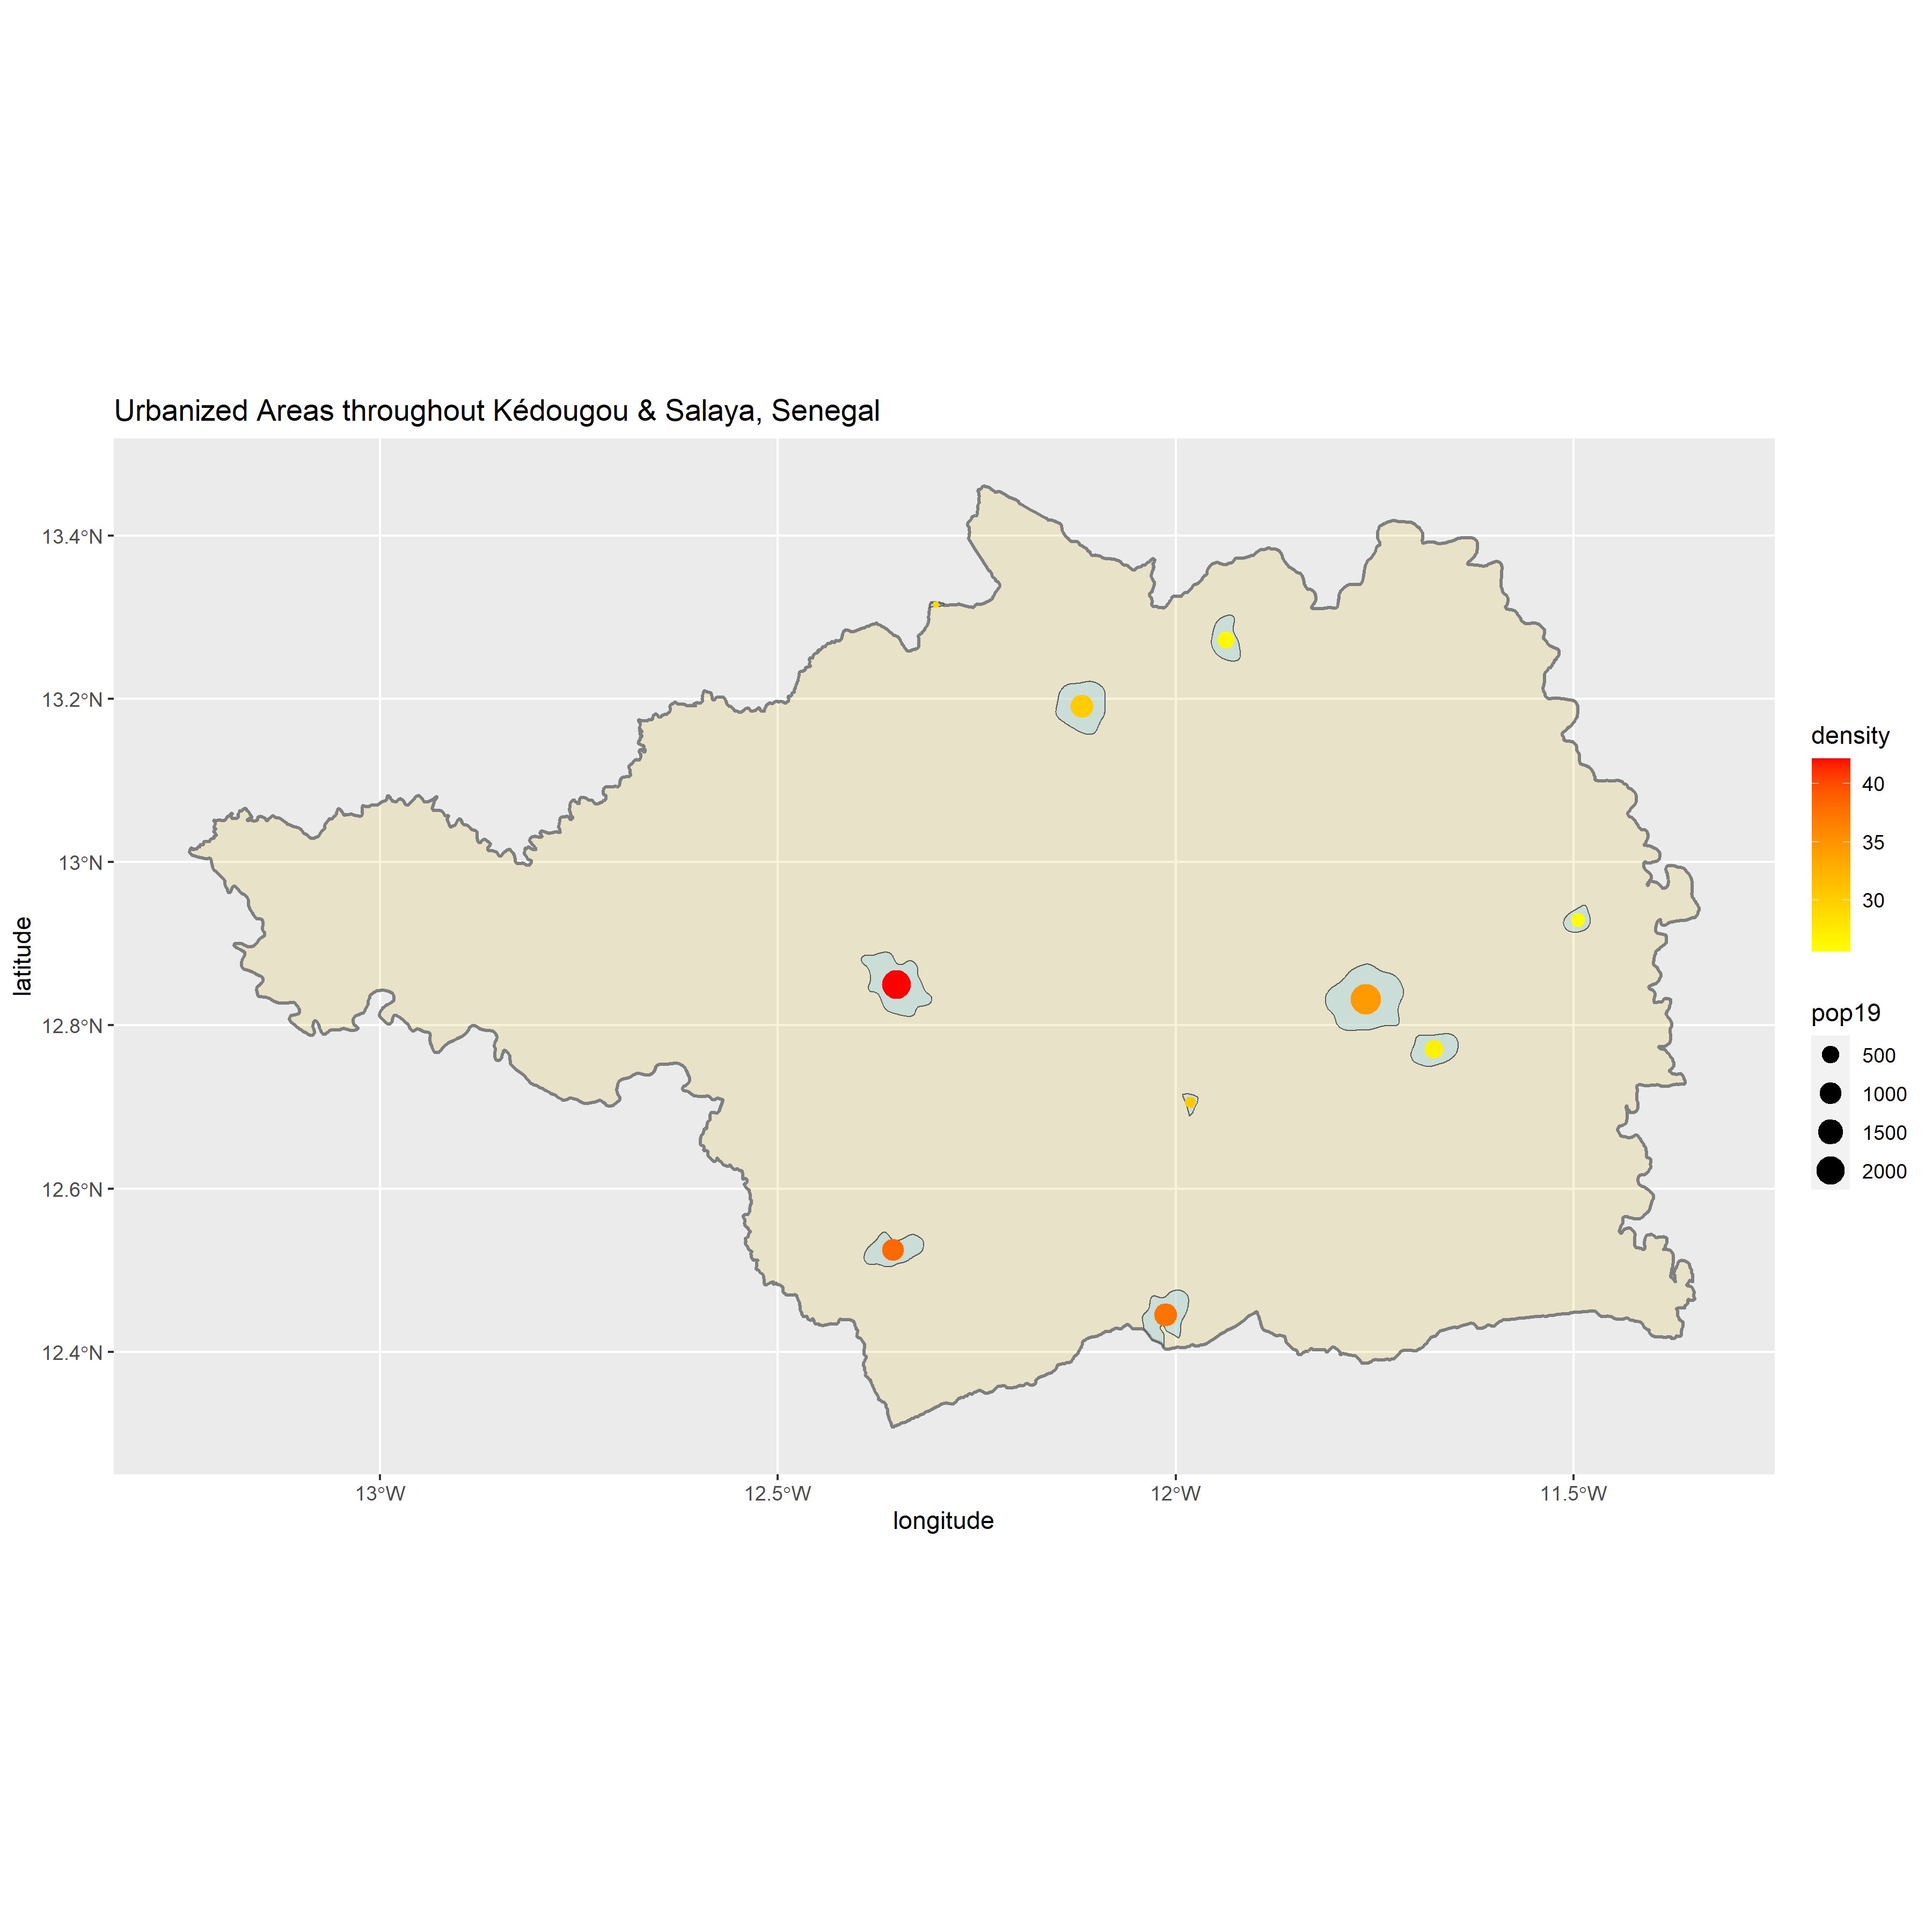 Urbanized Areas throughout Kédougou & Salaya, Senegal
13.4°N
13.2°N
13°N
12.8°N
12.6°N
12.4°N
latitude
13°W
12.5°W
12°W
11.5°W
longitude
density
40
35
30
pop19
500
1000
1500
2000